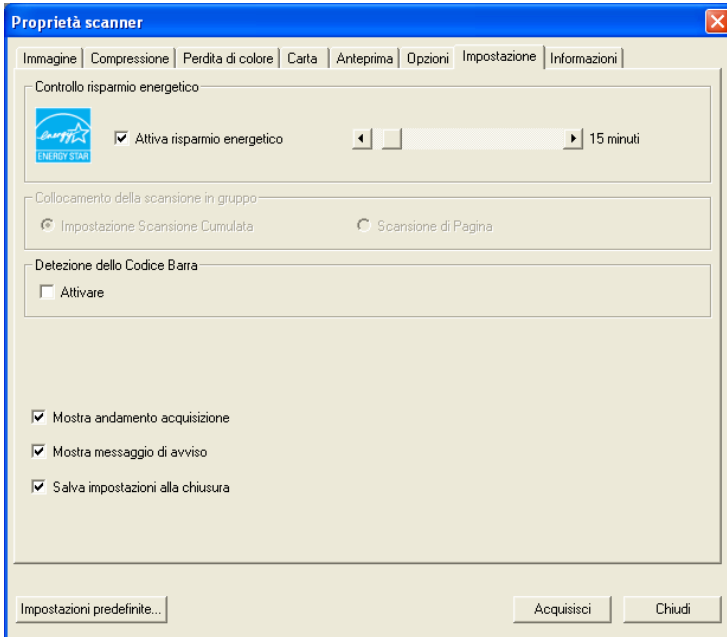 Proprietà scanner
Immagine Compressione Perdita di colore Carta Anteprima Opzioni Impostazione Informazioni
Controllo risparmio energetico
energy
ENERGY STAR
Attiva risparmio energetico 15 minuti
Collocamento della scansione in gruppo
Impostazione Scansione Cumulata Scansione di Pagina
Detezione dello Codice Barra
Attivare
Mostra andamento acquisizione
Mostra messaggio di avviso
Salva impostazioni alla chiusura
Impostazioni predefinite... Acquisisci Chiudi